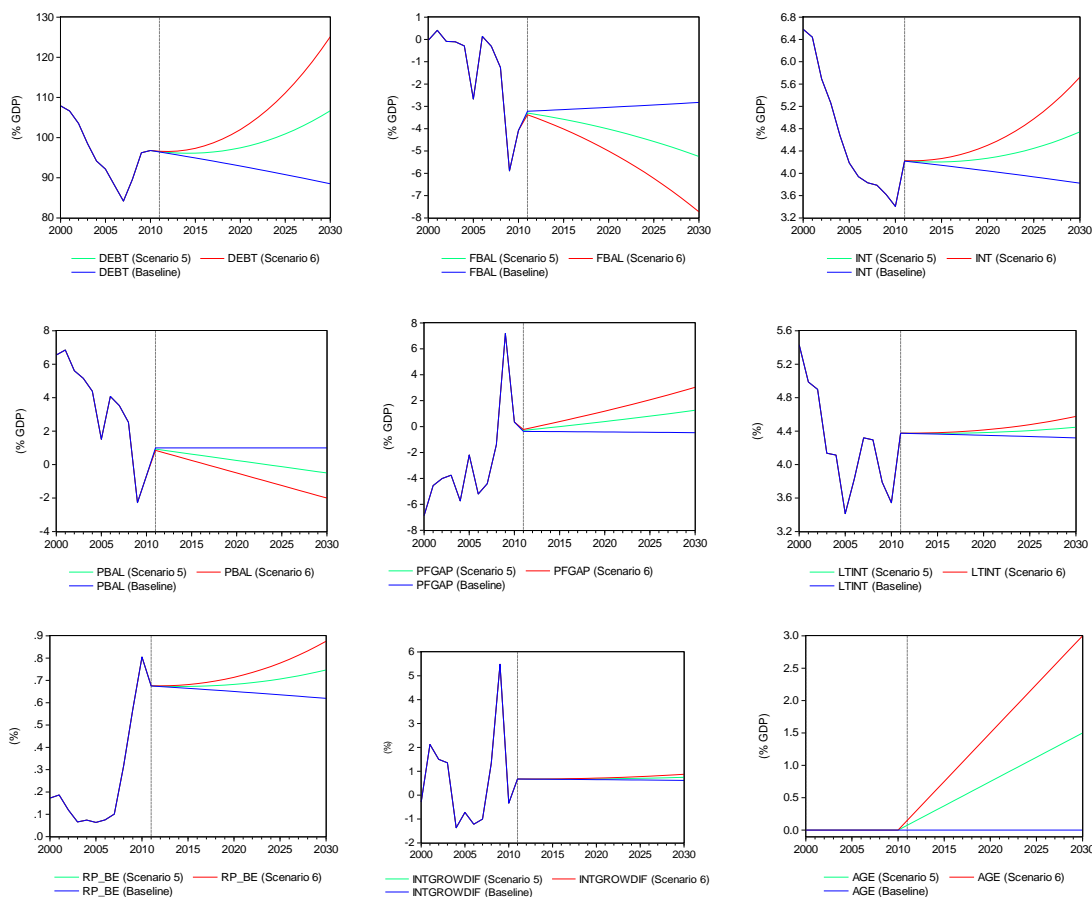 130
120
110
100
90
80
(% GDP)
2000 2005 2010 2015 2020 2025 2030
DEBT (Scenario 5) DEBT (Scenario 6)
DEBT (Baseline)
1
0
-1
-2
-3
-4
-5
-6
-7
-8
(% GDP)
2000 2005 2010 2015 2020 2025 2030
FBAL (Scenario 5) FBAL (Scenario 6)
FBAL (Baseline)
6.8
6.4
6.0
5.6
5.2
4.8
4.4
4.0
3.6
3.2
(% GDP)
2000 2005 2010 2015 2020 2025 2030
INT (Scenario 5) INT (Scenario 6)
INT (Baseline)
8
6
4
2
0
-2
-4
(% GDP)
2000 2005 2010 2015 2020 2025 2030
PBAL (Scenario 5) PBAL (Scenario 6)
PBAL (Baseline)
8
6
4
2
0
-2
-4
-6
-8
(% GDP)
2000 2005 2010 2015 2020 2025 2030
PFGAP (Scenario 5) PFGAP (Scenario 6)
PFGAP (Baseline)
5.6
5.2
4.8
4.4
4.0
3.6
3.2
(%)
2000 2005 2010 2015 2020 2025 2030
LTINT (Scenario 5) LTINT (Scenario 6)
LTINT (Baseline)
.9
.8
.7
.6
.5
.4
.3
.2
.1
.0
(%)
2000 2005 2010 2015 2020 2025 2030
RP_BE (Scenario 5) RP_BE (Scenario 6)
RP_BE (Baseline)
6
5
4
3
2
1
0
-1
-2
(%)
2000 2005 2010 2015 2020 2025 2030
INTGROWDIF (Scenario 5) INTGROWDIF (Scenario 6)
INTGROWDIF (Baseline)
3.0
2.5
2.0
1.5
1.0
0.5
0.0
(% GDP)
2000 2005 2010 2015 2020 2025 2030
AGE (Scenario 5) AGE (Scenario 6)
AGE (Baseline)